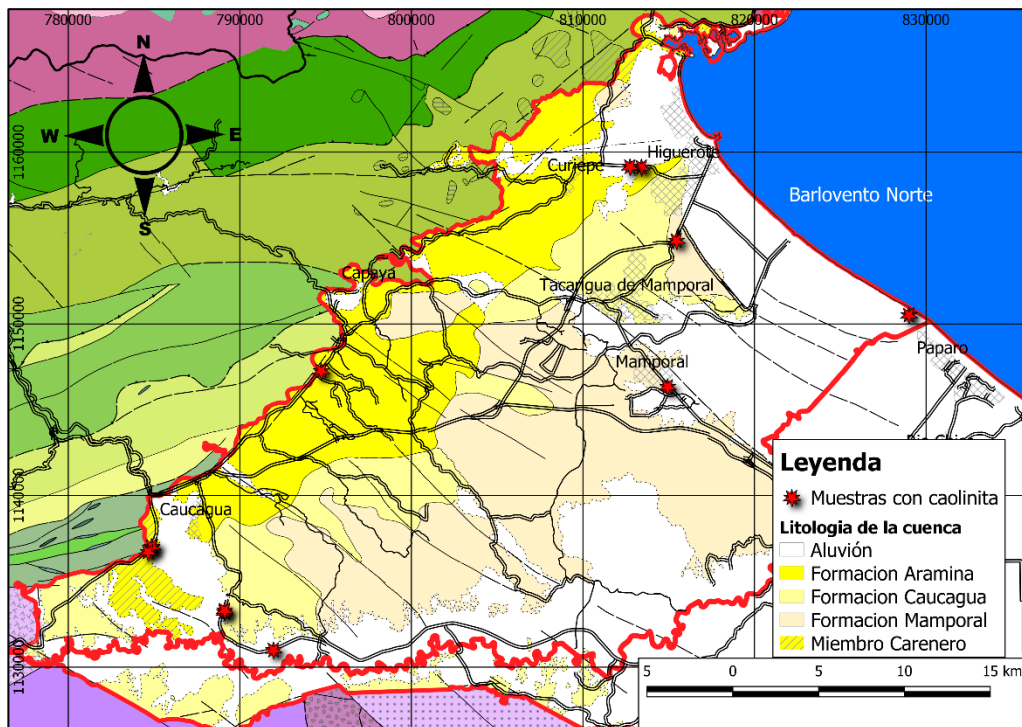 780000
790000
800000
810000
820000
830000
N
W
E
S
1160000
1150000
1140000
1130000
Curiepe
Higuerote
Barlovento Norte
Capaya
Tacarigua de Mamporal
Mamporal
Paparo
Caucagua
Leyenda
Muestras con caolinita
Litologia de la cuenca
Aluvión
Formacion Aramina
Formacion Caucagua
Formacion Mamporal
Miembro Carenero
5 0 5 10 15 km